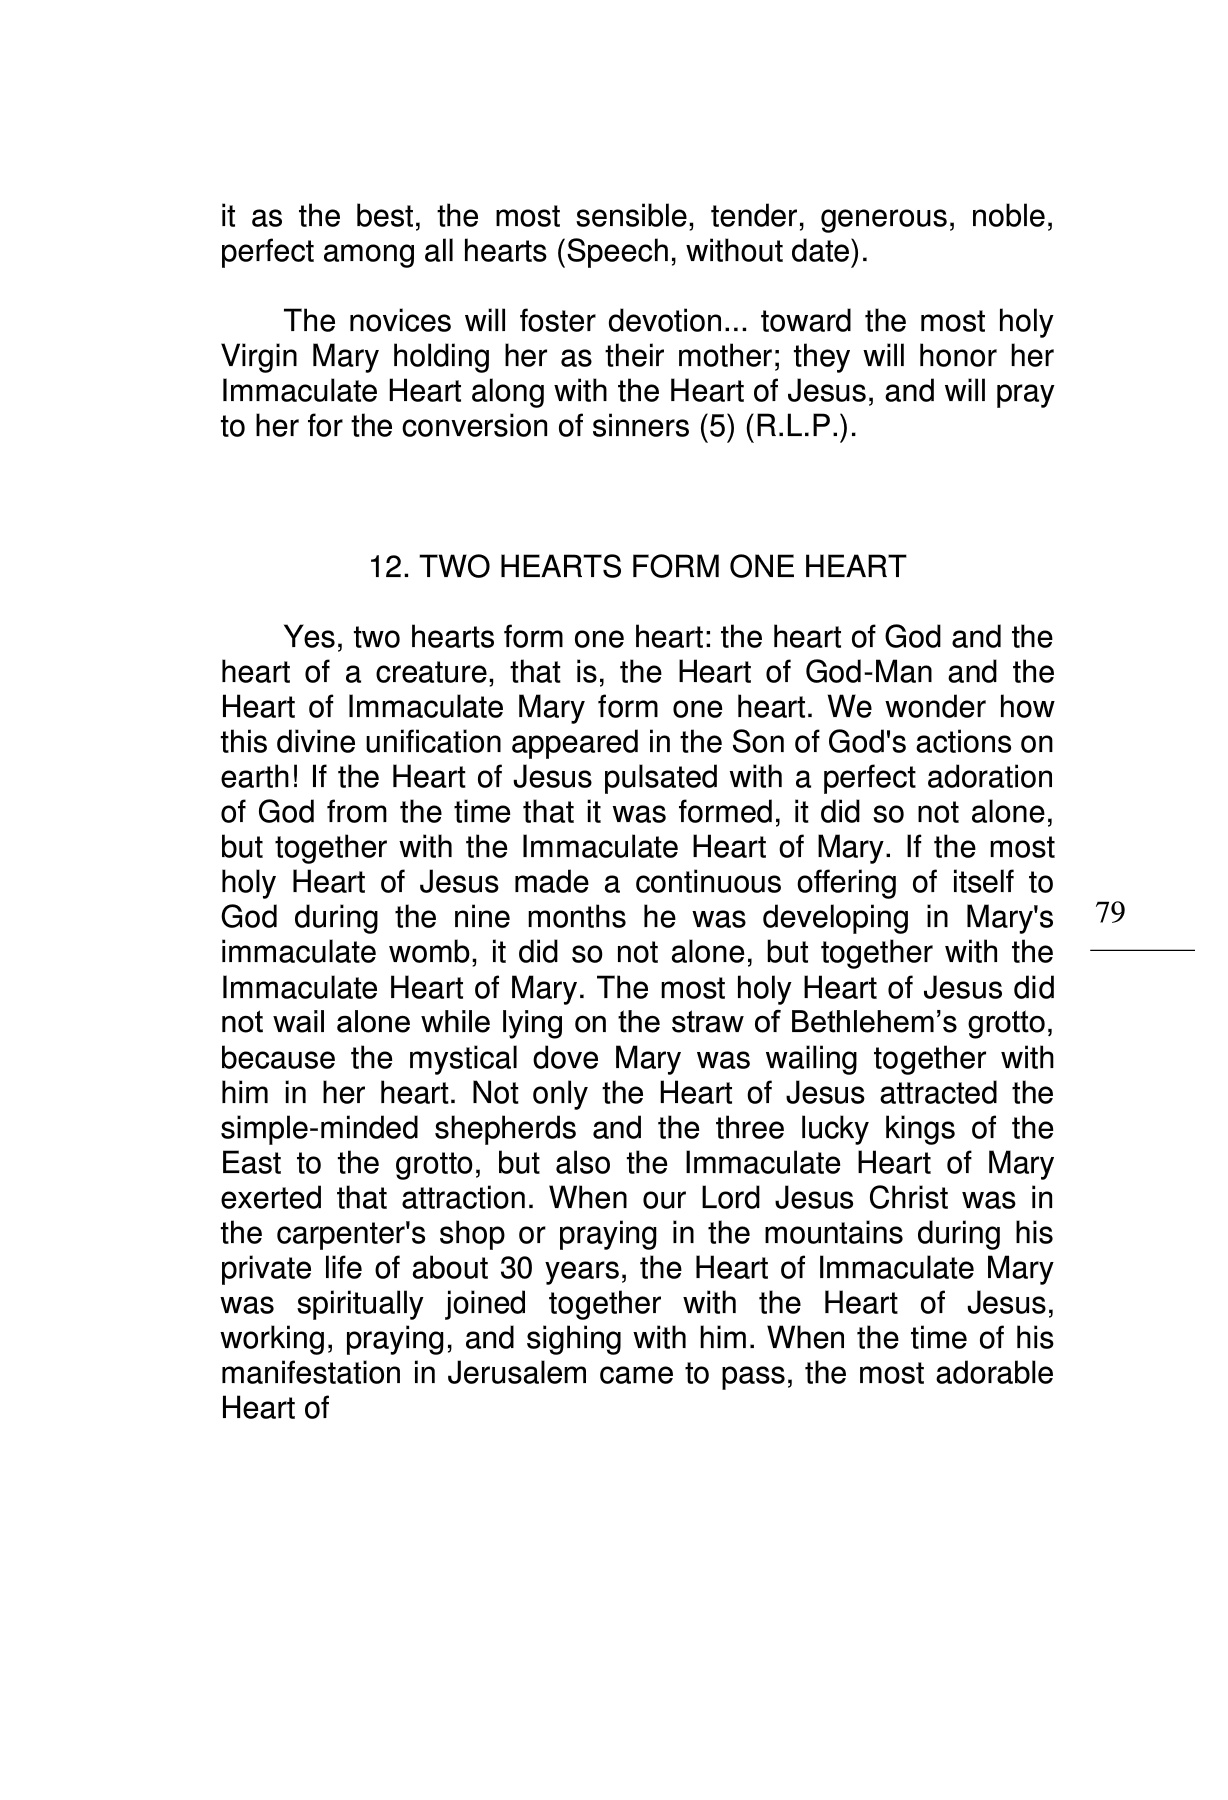 it as the best, the most sensible, tender, generous, noble,
perfect among all hearts (Speech, without date).
The novices will foster devotion... toward the most holy
Virgin Mary holding her as their mother; they will honor her
Immaculate Heart along with the Heart of Jesus, and will pray
to her for the conversion of sinners (5) (R.L.P.).
12. TWO HEARTS FORM ONE HEART
Yes, two hearts form one heart: the heart of God and the
heart of a creature, that is, the Heart of God-Man and the
Heart of Immaculate Mary form one heart. We wonder how
this divine unification appeared in the Son of God's actions on
earth! If the Heart of Jesus pulsated with a perfect adoration
of God from the time that it was formed, it did so not alone,
but together with the Immaculate Heart of Mary. If the most
holy Heart of Jesus made a continuous offering of itself to
God during the nine months he was developing in Mary's
immaculate womb, it did so not alone, but together with the
Immaculate Heart of Mary. The most holy Heart of Jesus did
not wail alone while lying on the straw of Bethlehem’s grotto,
because the mystical dove Mary was wailing together with
him in her heart. Not only the Heart of Jesus attracted the
simple-minded shepherds and the three lucky kings of the
East to the grotto, but also the Immaculate Heart of Mary
exerted that attraction. When our Lord Jesus Christ was in
the carpenter's shop or praying in the mountains during his
private life of about 30 years, the Heart of Immaculate Mary
was spiritually joined together with the Heart of Jesus,
working, praying, and sighing with him. When the time of his
manifestation in Jerusalem came to pass, the most adorable
Heart of
79